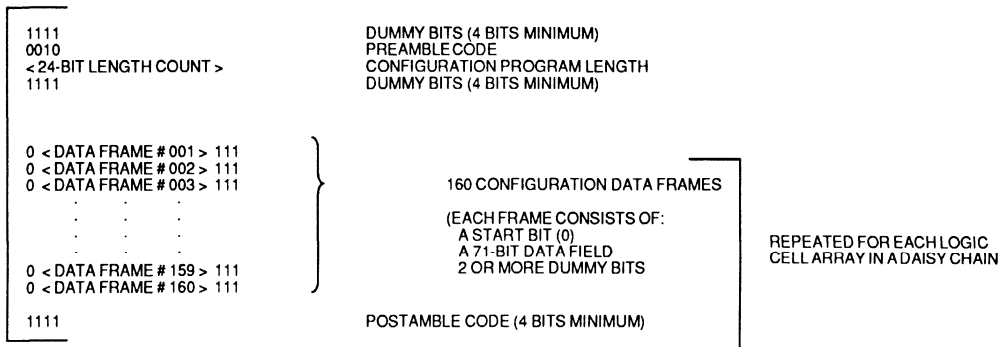 1111 DUMMY BITS (4 BITS MINIMUM)
0010 PREAMBLE CODE
< 24-BIT LENGTH COUNT > CONFIGURATION PROGRAM LENGTH
1111 DUMMY BITS (4 BITS MINIMUM)
0 < DATA FRAME # 001 > 111
0 < DATA FRAME # 002 > 111
0 < DATA FRAME # 003 > 111
160 CONFIGURATION DATA FRAMES
. . .
. . .
. . .
. . .
(EACH FRAME CONSISTS OF:
A START BIT (0)
A 71-BIT DATA FIELD
2 OR MORE DUMMY BITS
REPEATED FOR EACH LOGIC
CELL ARRAY IN A DAISY CHAIN
0 < DATA FRAME # 159 > 111
0 < DATA FRAME # 160 > 111
1111 POSTAMBLE CODE (4 BITS MINIMUM)